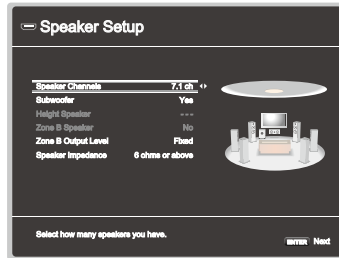 Speaker Setup
Speaker Channels 7.1 ch
Subwoofer Yes
Height Speaker ---
Zone B Speaker No
Zone B Output Level Fixed
Speaker Impedance 6 ohms or above
Select how many speakers you have.
ENTER Next